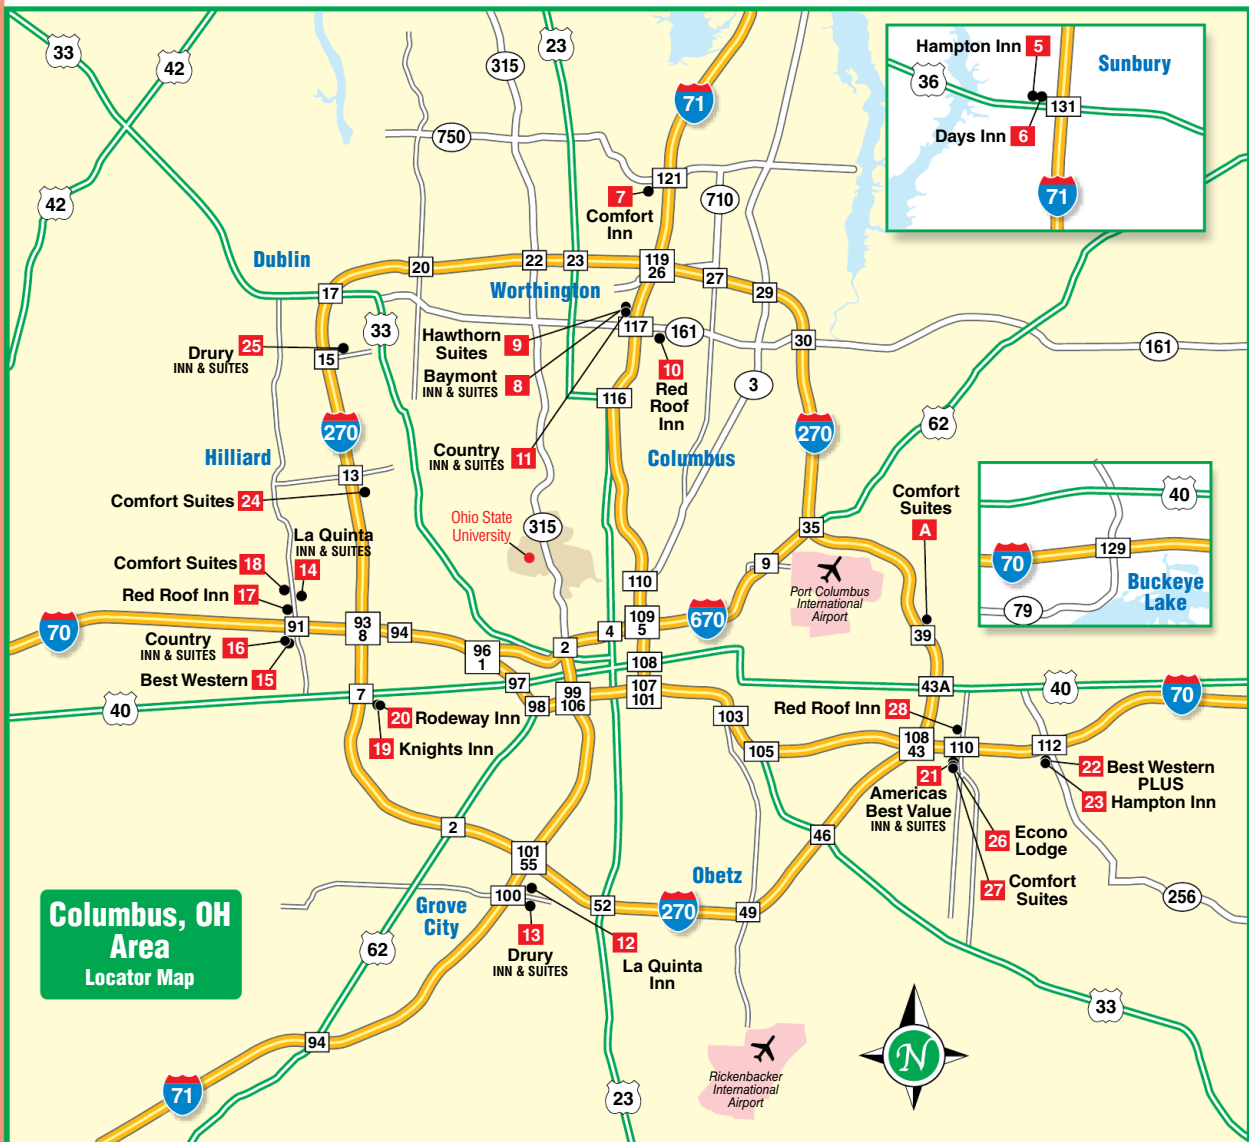 33
42
23
315
71
Hampton Inn 5
Sunbury
36
131
Days Inn 6
71
750
121
7
Comfort
Inn
710
42
Dublin
20
22
23
119
26
27
29
17
Worthington
33
Hawthorn
Suites 9
117
161
30
161
Drury 25
INN & SUITES
15
Baymont 8
INN & SUITES
10
Red
Roof
Inn
3
116
270
270
62
Hilliard
Country 11
INN & SUITES
Columbus
13
Comfort Suites 24
Comfort
Suites
A
40
Ohio State
University
315
35
La Quinta
INN & SUITES
14
Comfort Suites 18
Red Roof Inn 17
9
Port Columbus
International
Airport
129
70
Buckeye
Lake
79
110
70
91
93
8
94
4
109
5
670
39
Country 16
INN & SUITES
Best Western 15
96
1
2
108
97
107
101
43A
40
70
40
7
99
106
98
20 Rodeway Inn
19 Knights Inn
103
Red Roof Inn 28
105
108
43
110
112
21
Americas
Best Value
INN & SUITES
22 Best Western
PLUS
23 Hampton Inn
2
46
26 Econo
Lodge
101
55
27 Comfort
Suites
100
Obetz
52
270
49
256
Columbus, OH
Area
Locator Map
Grove
City
62
13
Drury
INN & SUITES
12
La Quinta
Inn
33
94
N
71
23
Rickenbacker
International
Airport